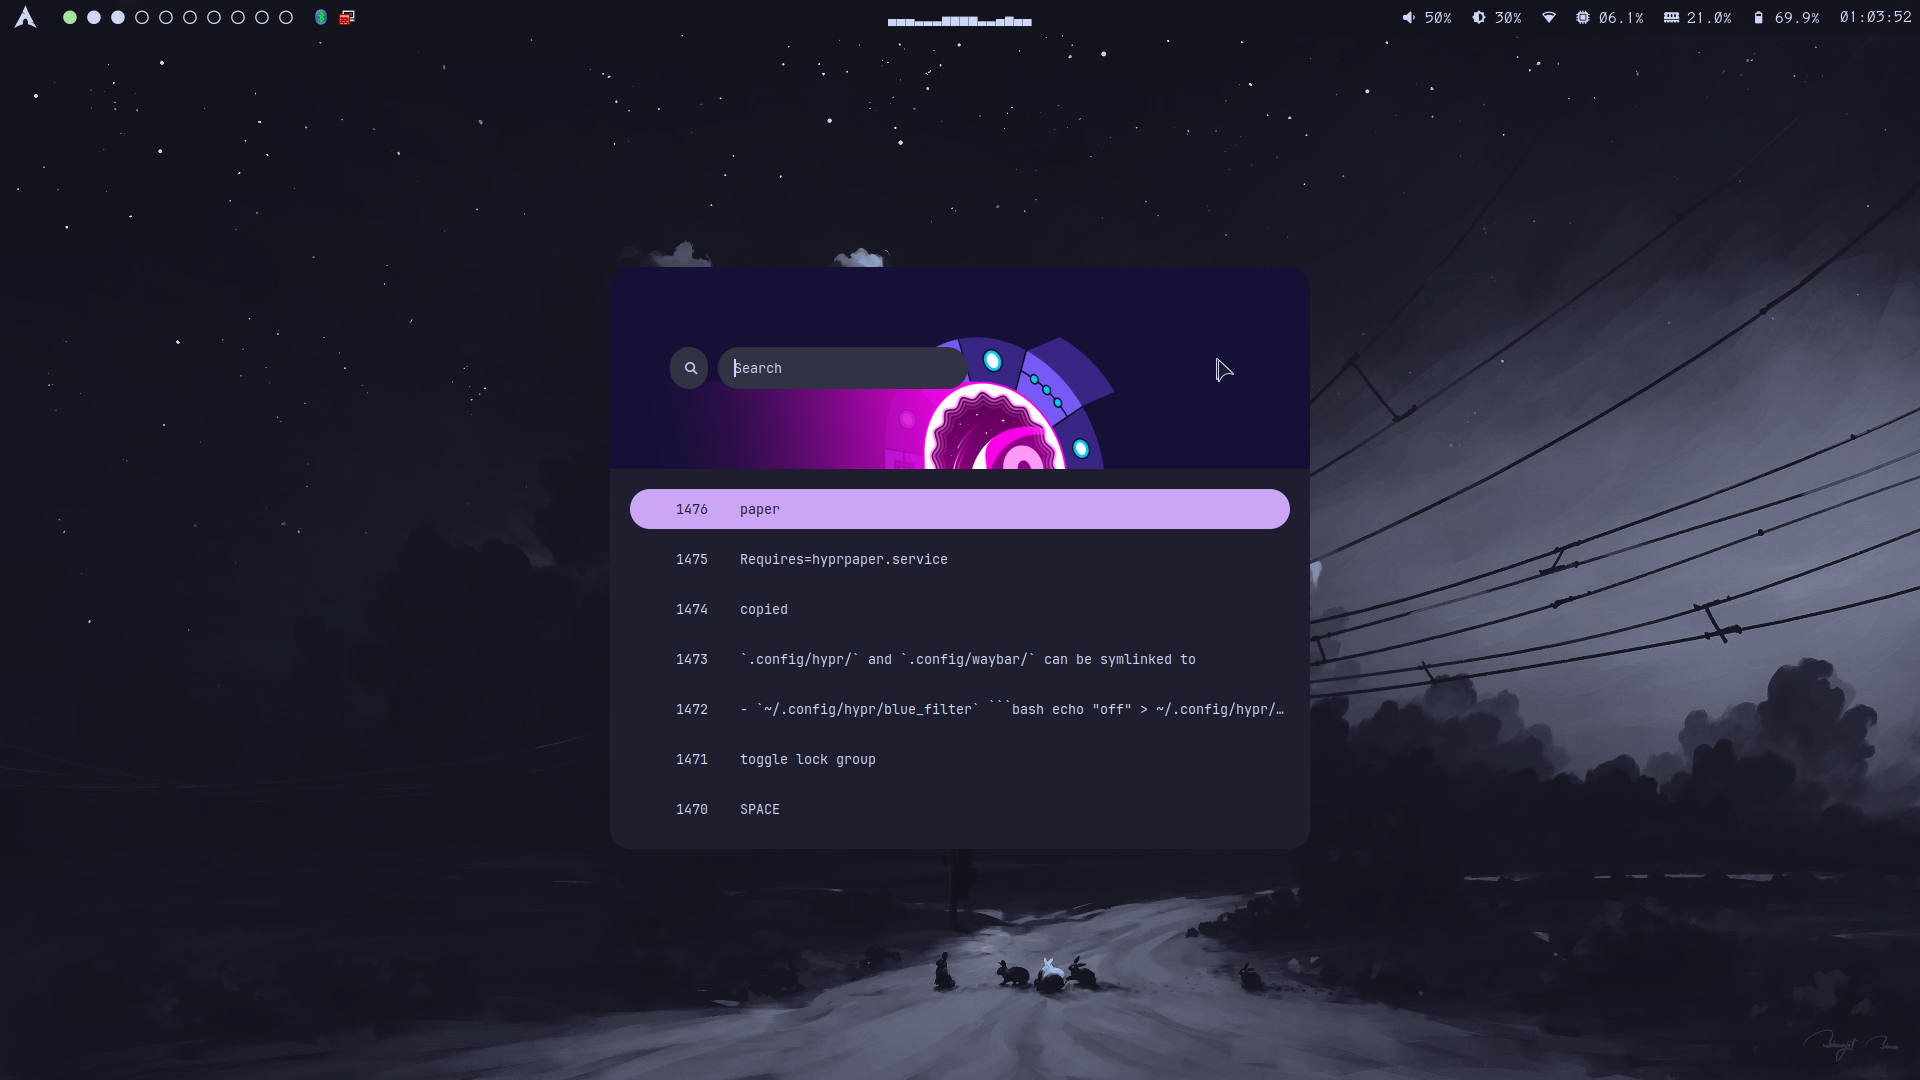 50% 30% 06.1% 21.0% 69.9% 01:03:52
Search
1476 paper
1475 Requires=hyprpaper.service
1474 copied
1473 `.config/hypr/` and `.config/waybar/` can be symlinked to
1472 - `~/.config/hypr/blue_filter` ```bash echo "off" > ~/.config/hypr/…
1471 toggle lock group
1470 SPACE